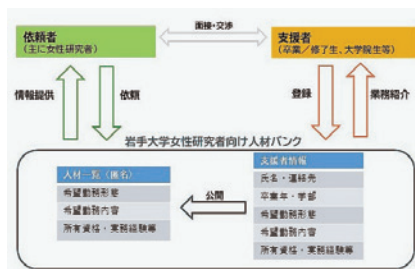 依頼者
(主に女性研究者)
面接・交渉
支援者
(卒業/修了生、大学院生等)
情報提供
依頼
登録
業務紹介
岩手大学女性研究者向け人材バンク
人材一覧(匿名)
希望勤務形態
希望勤務内容
所有資格・実務経験等
公開
支援者情報
氏名・連絡先
卒業年・学部
希望勤務形態
希望勤務内容
所有資格・実務経験等